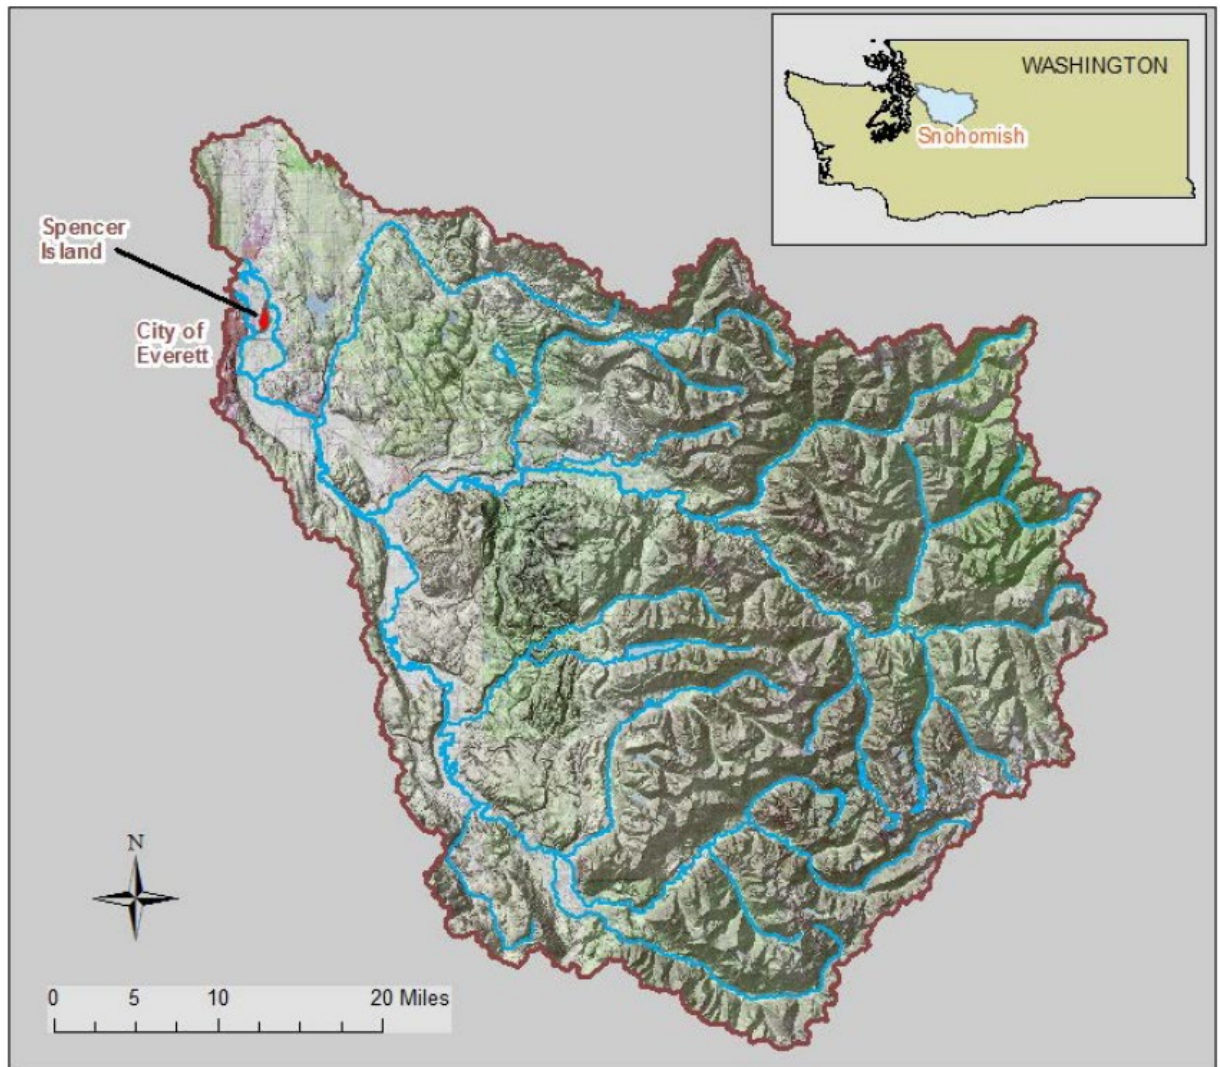 WASHINGTON
Snohomish
Spencer
Island
City of
Everett
N
0 5 10 20 Miles